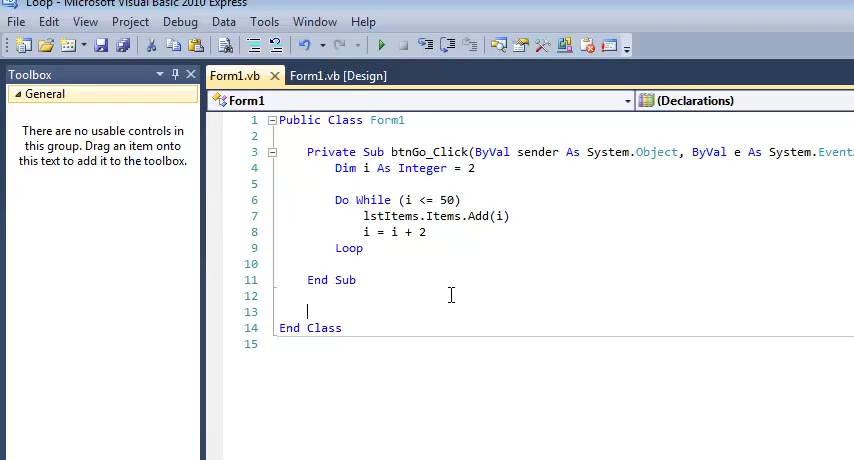 Loop - Microsoft Visual Basic 2010 Express
File Edit View Project Debug Data Tools Window Help
Toolbox
General
There are no usable controls in
this group. Drag an item onto
this text to add it to the toolbox.
Form1.vb Form1.vb [Design]
Form1 (Declarations)
1 Public Class Form1
2
3 Private Sub btnGo_Click(ByVal sender As System.Object, ByVal e As System.Event
4 Dim i As Integer = 2
5
6 Do While (i <= 50)
7 lstItems.Items.Add(i)
8 i = i + 2
9 Loop
10
11 End Sub
12
13
14 End Class
15